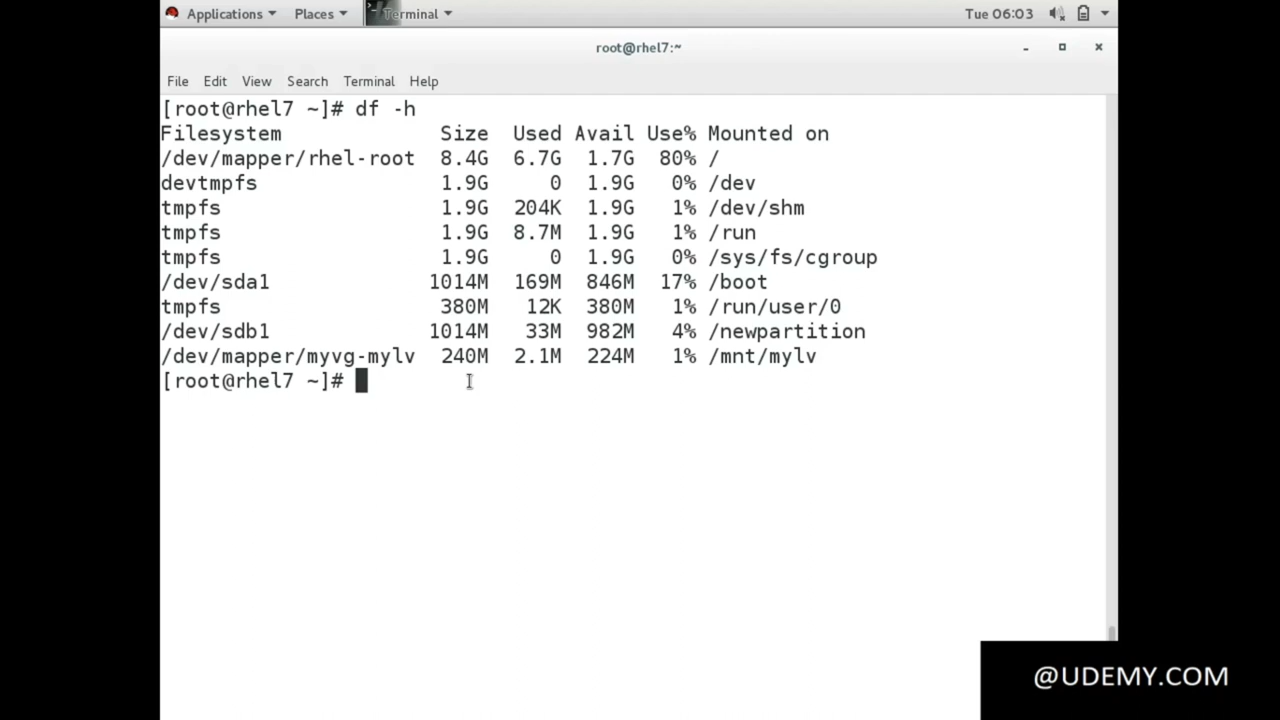 Applications Places Terminal Tue 06:03
root@rhel7:~
File Edit View Search Terminal Help
[root@rhel7 ~]# df -h
Filesystem Size Used Avail Use% Mounted on
/dev/mapper/rhel-root 8.4G 6.7G 1.7G 80% /
devtmpfs 1.9G 0 1.9G 0% /dev
tmpfs 1.9G 204K 1.9G 1% /dev/shm
tmpfs 1.9G 8.7M 1.9G 1% /run
tmpfs 1.9G 0 1.9G 0% /sys/fs/cgroup
/dev/sda1 1014M 169M 846M 17% /boot
tmpfs 380M 12K 380M 1% /run/user/0
/dev/sdb1 1014M 33M 982M 4% /newpartition
/dev/mapper/myvg-mylv 240M 2.1M 224M 1% /mnt/mylv
[root@rhel7 ~]#
@UDEMY.COM